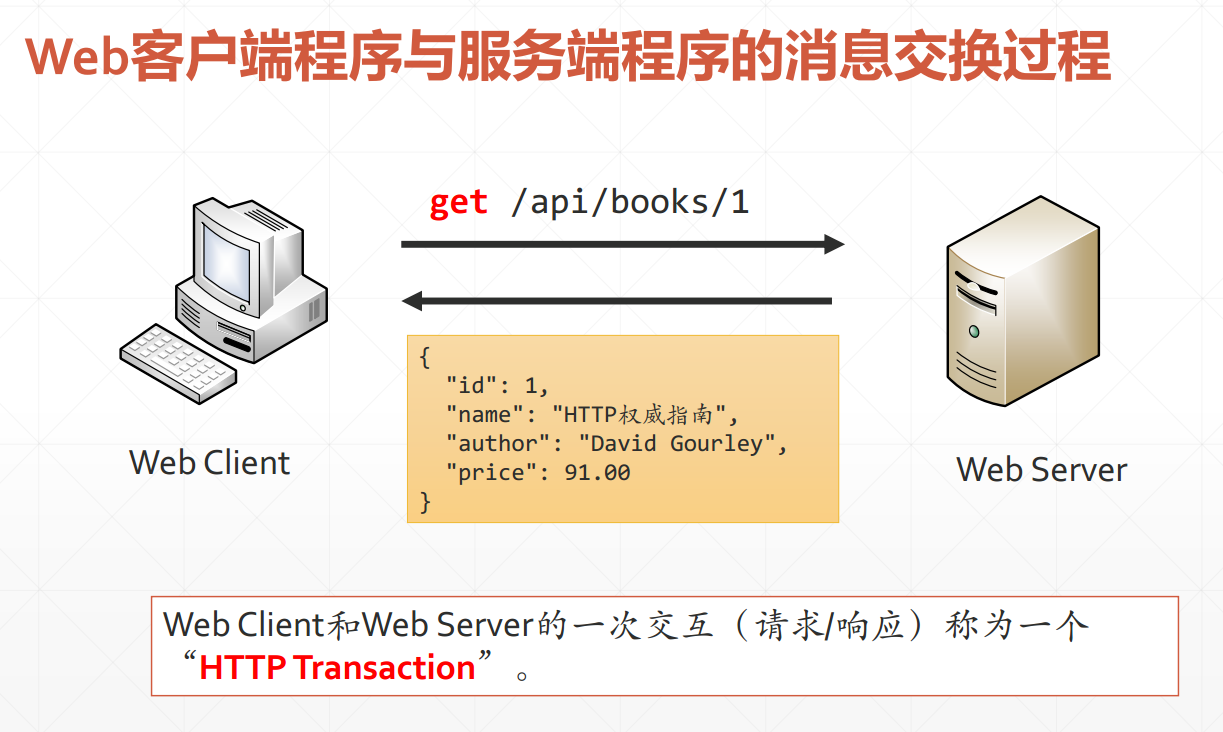 Web客户端程序与服务端程序的消息交换过程
get /api/books/1
{
"id": 1,
"name": "HTTP权威指南",
"author": "David Gourley",
"price": 91.00
}
Web Client
Web Server
Web Client和Web Server的一次交互（请求/响应）称为一个
“HTTP Transaction”。